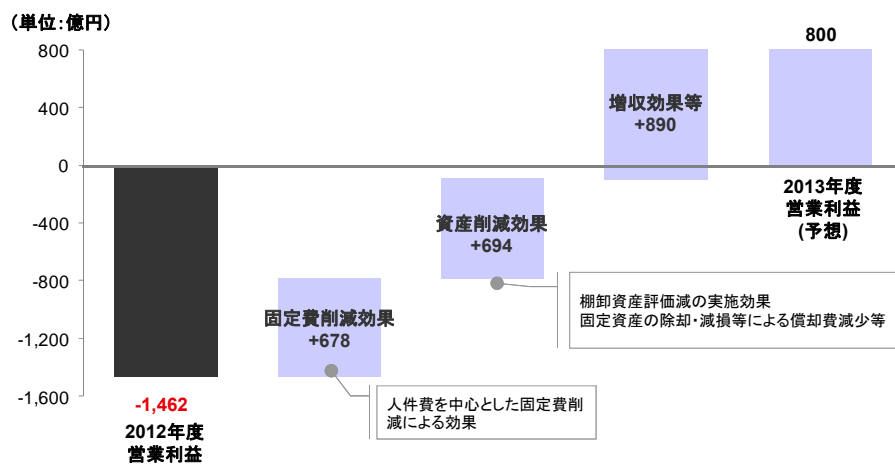 （単位：億円）
800
400
0
-400
-800
-1,200
-1,600
-1,462
2012年度
営業利益
固定費削減効果
+678
人件費を中心とした固定費削
減による効果
資産削減効果
+694
棚卸資産評価減の実施効果
固定資産の除却・減損等による償却費減少等
増収効果等
+890
800
2013年度
営業利益
(予想)